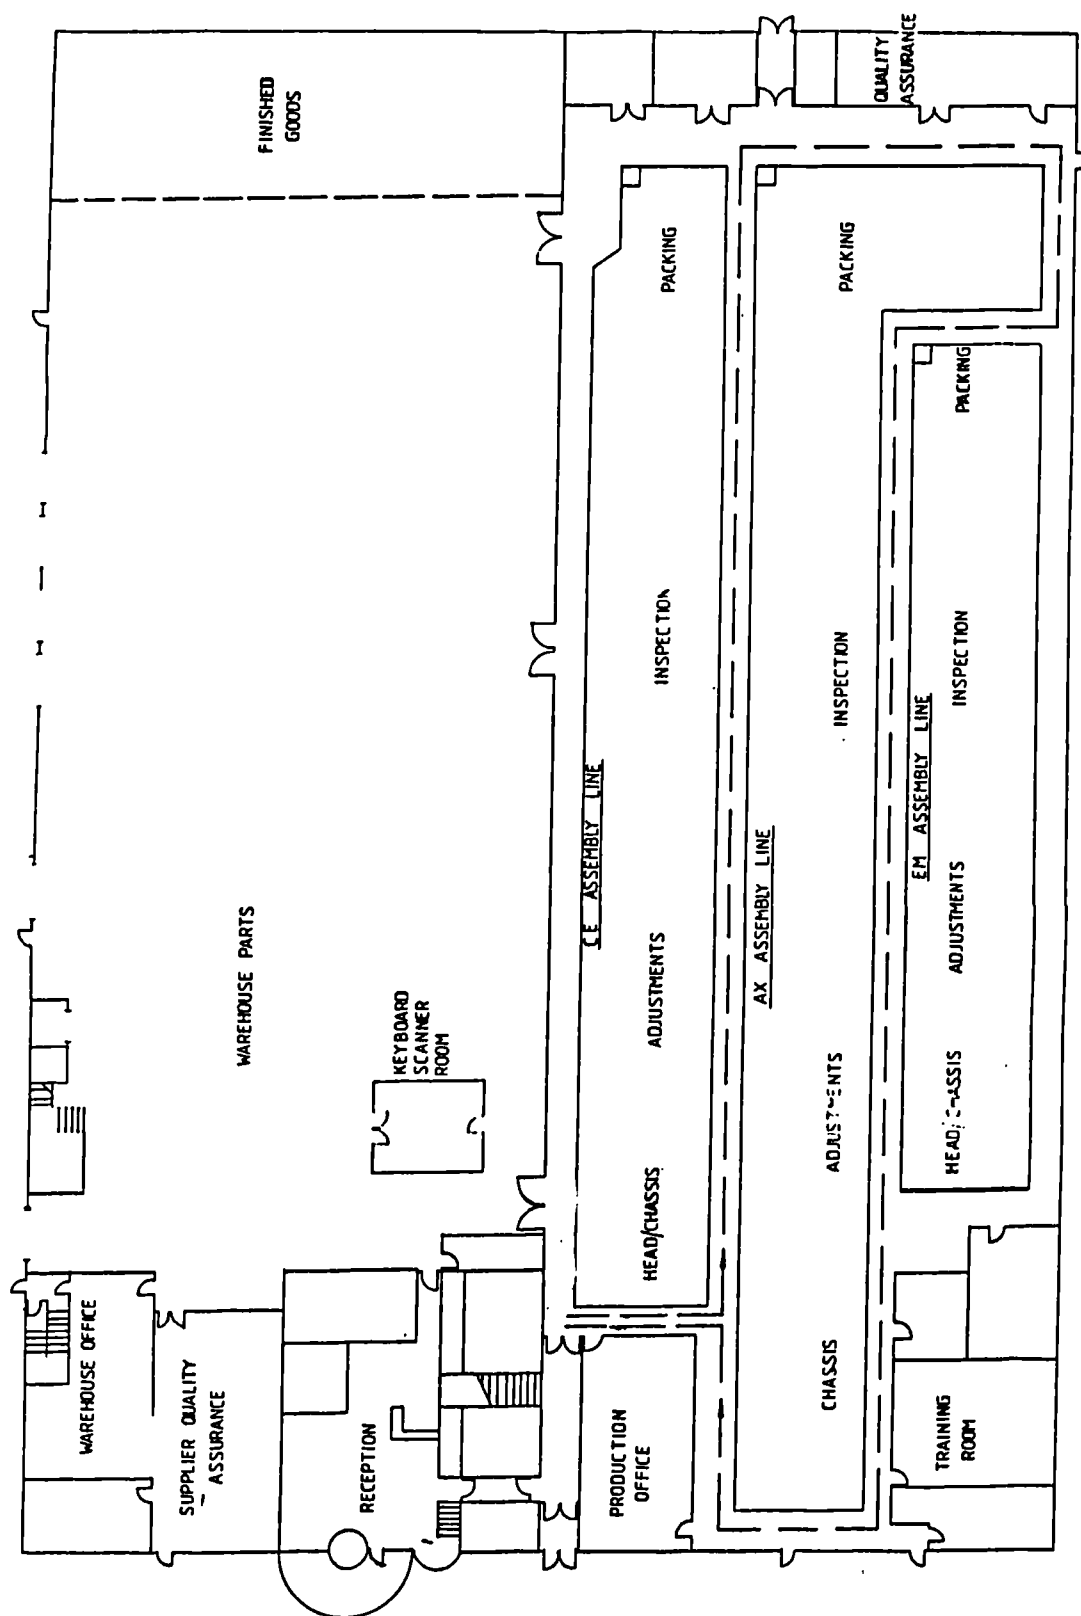 FINISHED
GOODS
QUALITY
ASSURANCE
PACKING
PACKING
PACKING
WAREHOUSE PARTS
KEYBOARD
SCANNER
ROOM
CE ASSEMBLY LINE
INSPECTION
ADJUSTMENTS
HEAD/CHASSIS
AX ASSEMBLY LINE
INSPECTION
ADJUSTMENTS
CHASSIS
EM ASSEMBLY LINE
INSPECTION
ADJUSTMENTS
HEAD/CHASSIS
WAREHOUSE OFFICE
SUPPLIER QUALITY
ASSURANCE
RECEPTION
PRODUCTION
OFFICE
TRAINING
ROOM